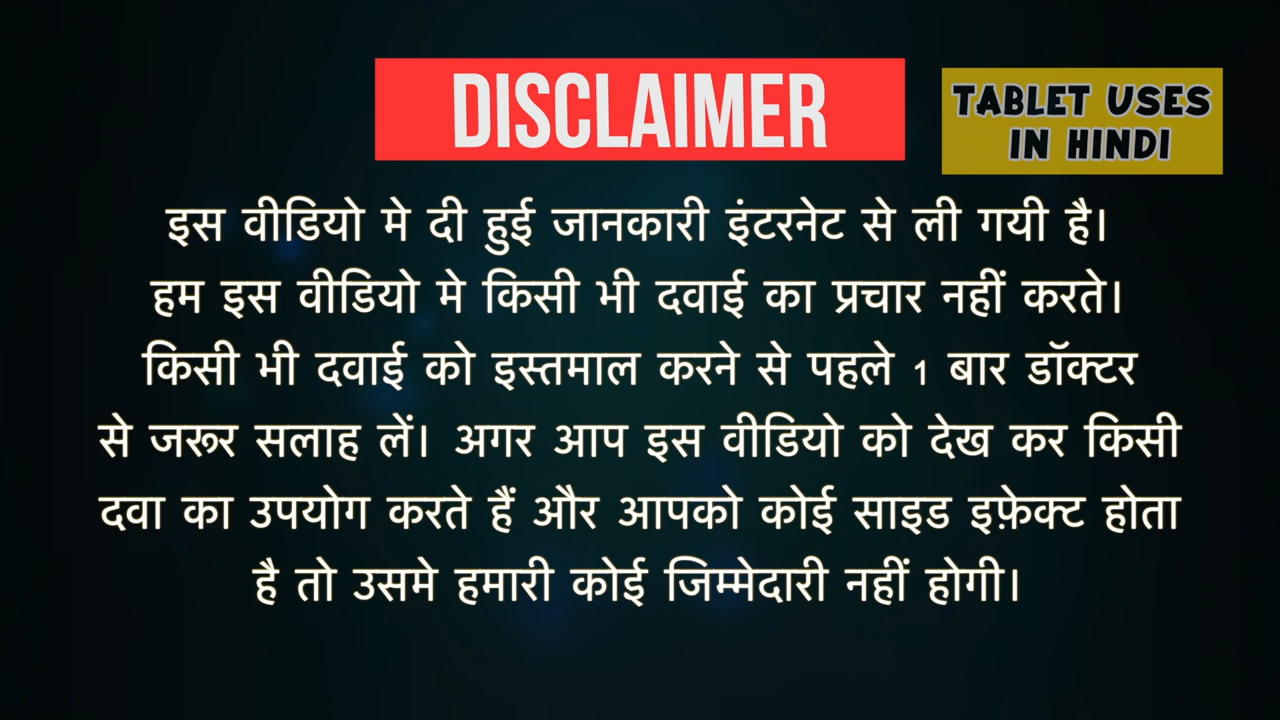 DISCLAIMER
TABLET USES
IN HINDI
इस वीडियो मे दी हुई जानकारी इंटरनेट से ली गयी है।
हम इस वीडियो मे किसी भी दवाई का प्रचार नहीं करते।
किसी भी दवाई को इस्तमाल करने से पहले 1 बार डॉक्टर
से जरूर सलाह लें। अगर आप इस वीडियो को देख कर किसी
दवा का उपयोग करते हैं और आपको कोई साइड इफ़ेक्ट होता
है तो उसमे हमारी कोई जिम्मेदारी नहीं होगी।